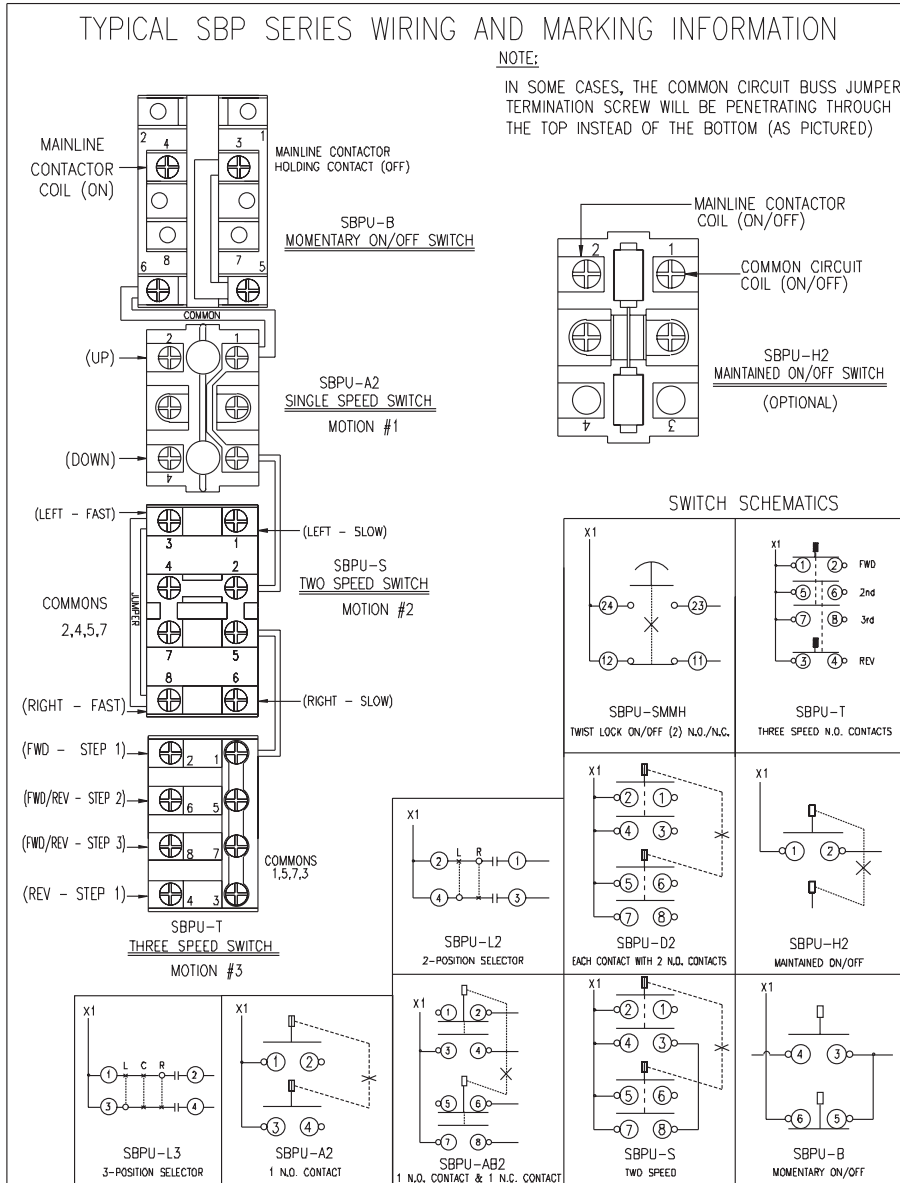 TYPICAL SBP SERIES WIRING AND MARKING INFORMATION
NOTE:
IN SOME CASES, THE COMMON CIRCUIT BUSS JUMPER
TERMINATION SCREW WILL BE PENETRATING THROUGH
THE TOP INSTEAD OF THE BOTTOM (AS PICTURED)
2 1
4 3
MAINLINE
CONTACTOR
COIL (ON)
MAINLINE CONTACTOR
HOLDING CONTACT (OFF)
SBPU-B
MOMENTARY ON/OFF SWITCH
8 7
6 5
COMMON
MAINLINE CONTACTOR
COIL (ON/OFF)
2 1
COMMON CIRCUIT
COIL (ON/OFF)
SBPU-H2
MAINTAINED ON/OFF SWITCH
(OPTIONAL)
4 3
2 1
(UP)
SBPU-A2
SINGLE SPEED SWITCH
MOTION #1
(DOWN)
4
(LEFT - FAST)
(LEFT - SLOW)
3 1
4 2
SBPU-S
TWO SPEED SWITCH
MOTION #2
COMMONS
2,4,5,7
JUMPER
7 5
8 6
(RIGHT - FAST)
(RIGHT - SLOW)
(FWD - STEP 1)
2 1
(FWD/REV - STEP 2)
6 5
(FWD/REV - STEP 3)
8 7
COMMONS
1,5,7,3
(REV - STEP 1)
4 3
SBPU-T
THREE SPEED SWITCH
MOTION #3
SWITCH SCHEMATICS
X1
24 23
12 11
SBPU-SMMH
TWIST LOCK ON/OFF (2) N.O./N.C.
X1
1 2 FWD
5 6 2nd
7 8 3rd
3 4 REV
SBPU-T
THREE SPEED N.O. CONTACTS
X1
L R
2 1
4 3
SBPU-L2
2-POSITION SELECTOR
X1
2 1
4 3
5 6
7 8
SBPU-D2
EACH CONTACT WITH 2 N.O. CONTACTS
X1
1 2
SBPU-H2
MAINTAINED ON/OFF
X1
L C R
1 2
3 4
SBPU-L3
3-POSITION SELECTOR
X1
1 2
3 4
SBPU-A2
1 N.O. CONTACT
X1
1 2
3 4
5 6
7 8
SBPU-AB2
1 N.O. CONTACT & 1 N.C. CONTACT
X1
2 1
4 3
5 6
7 8
SBPU-S
TWO SPEED
X1
4 3
6 5
SBPU-B
MOMENTARY ON/OFF